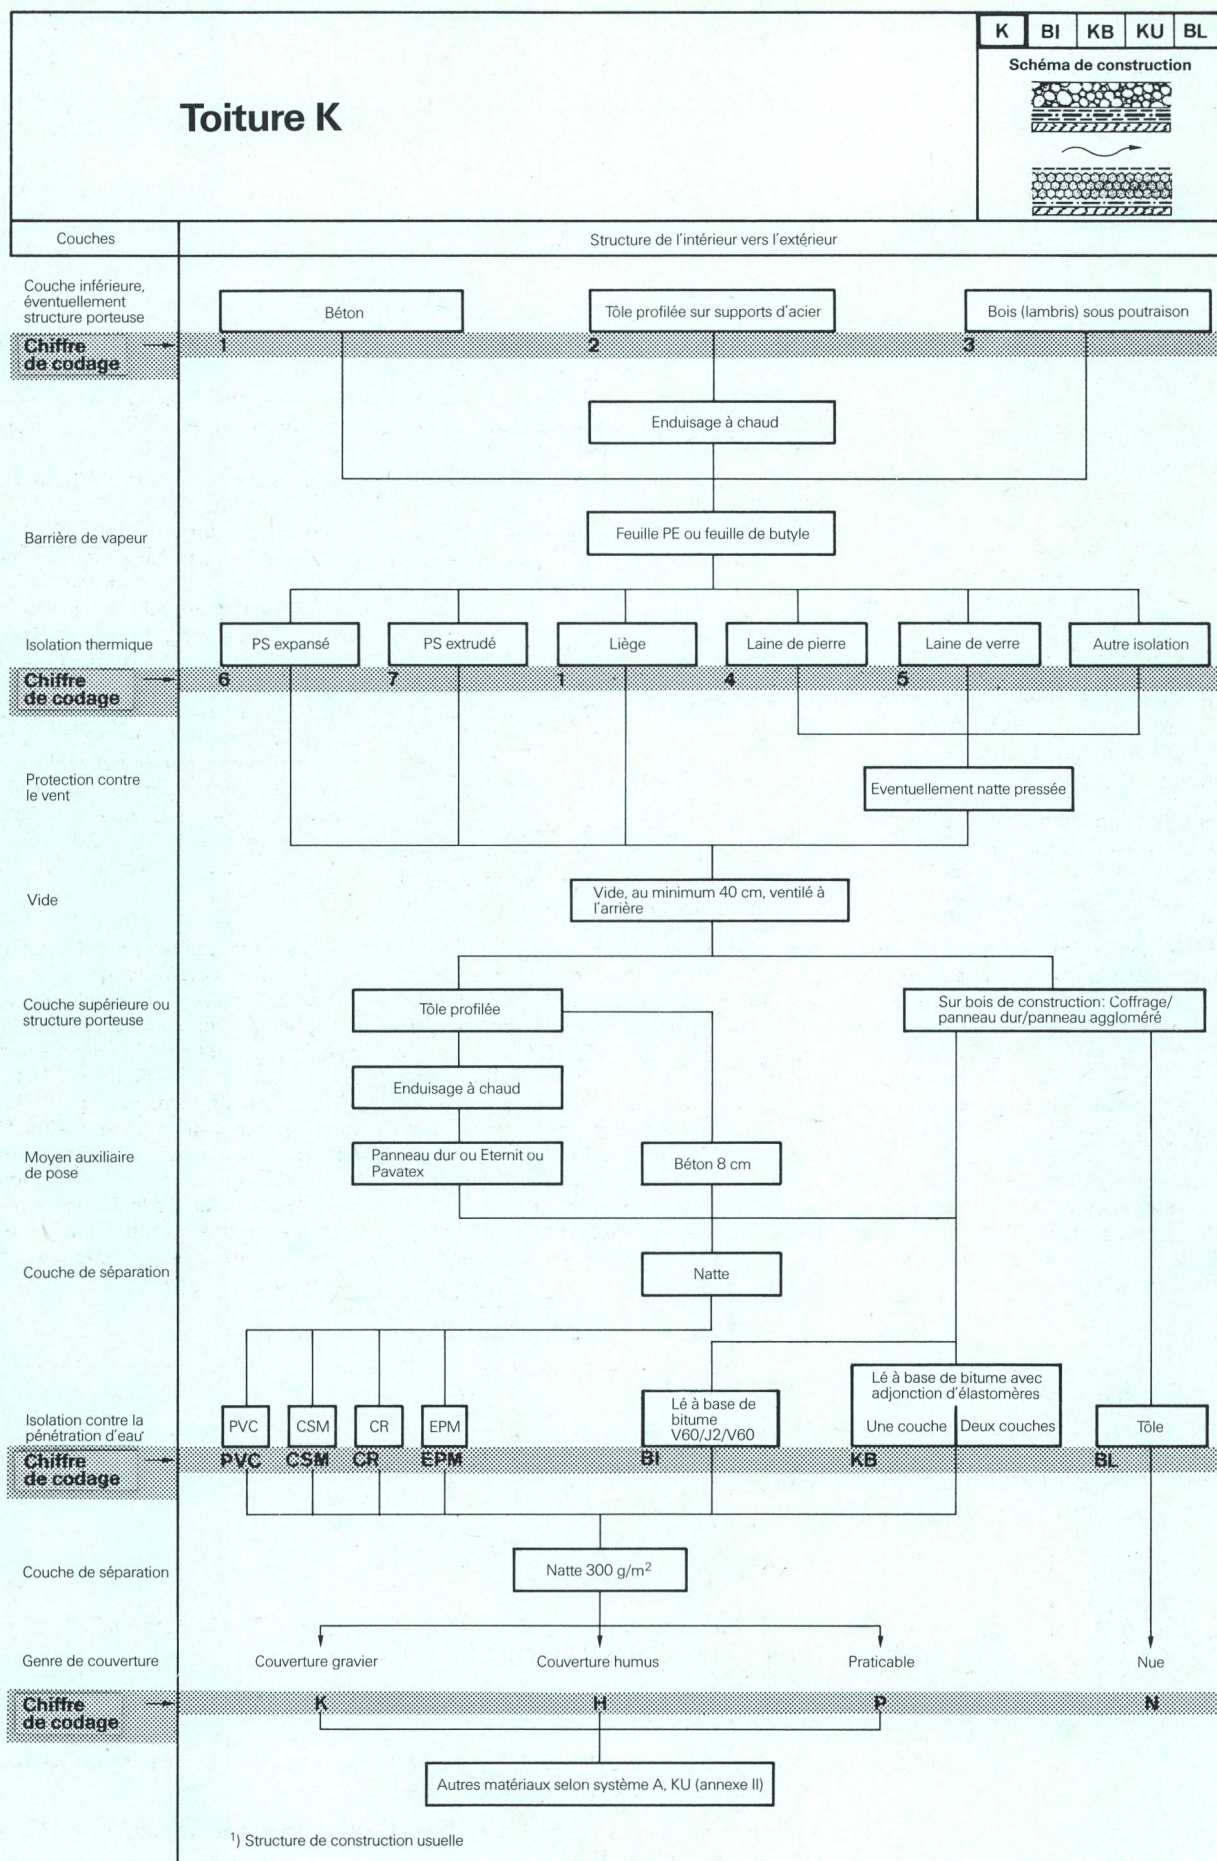 K BI KB KU BL
Schéma de construction
Toiture K
Couches
Structure de l'intérieur vers l'extérieur
Couche inférieure,
éventuellement
structure porteuse
Béton
Tôle profilée sur supports d'acier
Bois (lambris) sous poutraison
Chiffre
de codage
1 2 3
Enduisage à chaud
Barrière de vapeur
Feuille PE ou feuille de butyle
Isolation thermique
PS expansé
PS extrudé
Liège
Laine de pierre
Laine de verre
Autre isolation
Chiffre
de codage
6 7 1 4 5
Protection contre
le vent
Eventuellement natte pressée
Vide
Vide, au minimum 40 cm, ventilé à
l'arrière
Couche supérieure ou
structure porteuse
Tôle profilée
Sur bois de construction: Coffrage/
panneau dur/panneau aggloméré
Enduisage à chaud
Moyen auxiliaire
de pose
Panneau dur ou Eternit ou
Pavatex
Béton 8 cm
Couche de séparation
Natte
Isolation contre la
pénétration d'eau
PVC
CSM
CR
EPM
Lé à base de
bitume
V60/J2/V60
Lé à base de bitume avec
adjonction d'élastomères
Une couche
Deux couches
Tôle
Chiffre
de codage
PVC CSM CR EPM BI KB BL
Couche de séparation
Natte 300 g/m²
Genre de couverture
Couverture gravier
Couverture humus
Praticable
Nue
Chiffre
de codage
K H P N
Autres matériaux selon système A, KU (annexe II)
¹) Structure de construction usuelle